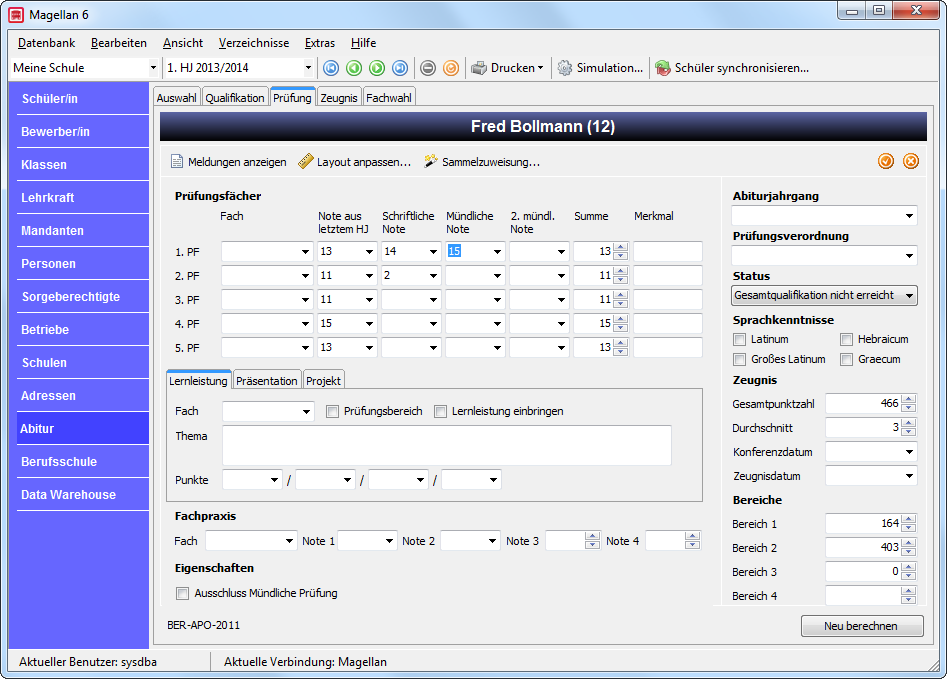 Magellan 6
Datenbank Bearbeiten Ansicht Verzeichnisse Extras Hilfe
Meine Schule 1. HJ 2013/2014 Drucken Simulation... Schüler synchronisieren...
Schüler/in
Bewerber/in
Klassen
Lehrkraft
Mandanten
Personen
Sorgeberechtigte
Betriebe
Schulen
Adressen
Abitur
Berufsschule
Data Warehouse
Auswahl Qualifikation Prüfung Zeugnis Fachwahl
Fred Bollmann (12)
Meldungen anzeigen Layout anpassen... Sammelzuweisung...
Prüfungsfächer
Fach Note aus letztem HJ Schriftliche Note Mündliche Note 2. mündl. Note Summe Merkmal
1. PF 13 14 15 13
2. PF 11 2 11
3. PF 11 11
4. PF 15 15
5. PF 13 13
Lernleistung Präsentation Projekt
Fach Prüfungsbereich Lernleistung einbringen
Thema
Punkte / / /
Fachpraxis
Fach Note 1 Note 2 Note 3 Note 4
Eigenschaften
Ausschluss Mündliche Prüfung
BER-APO-2011
Abiturjahrgang
Prüfungsverordnung
Status
Gesamtqualifikation nicht erreicht
Sprachkenntnisse
Latinum Hebraicum
Großes Latinum Graecum
Zeugnis
Gesamtpunktzahl 466
Durchschnitt 3
Konferenzdatum
Zeugnisdatum
Bereiche
Bereich 1 164
Bereich 2 403
Bereich 3 0
Bereich 4
Neu berechnen
Aktueller Benutzer: sysdba Aktuelle Verbindung: Magellan